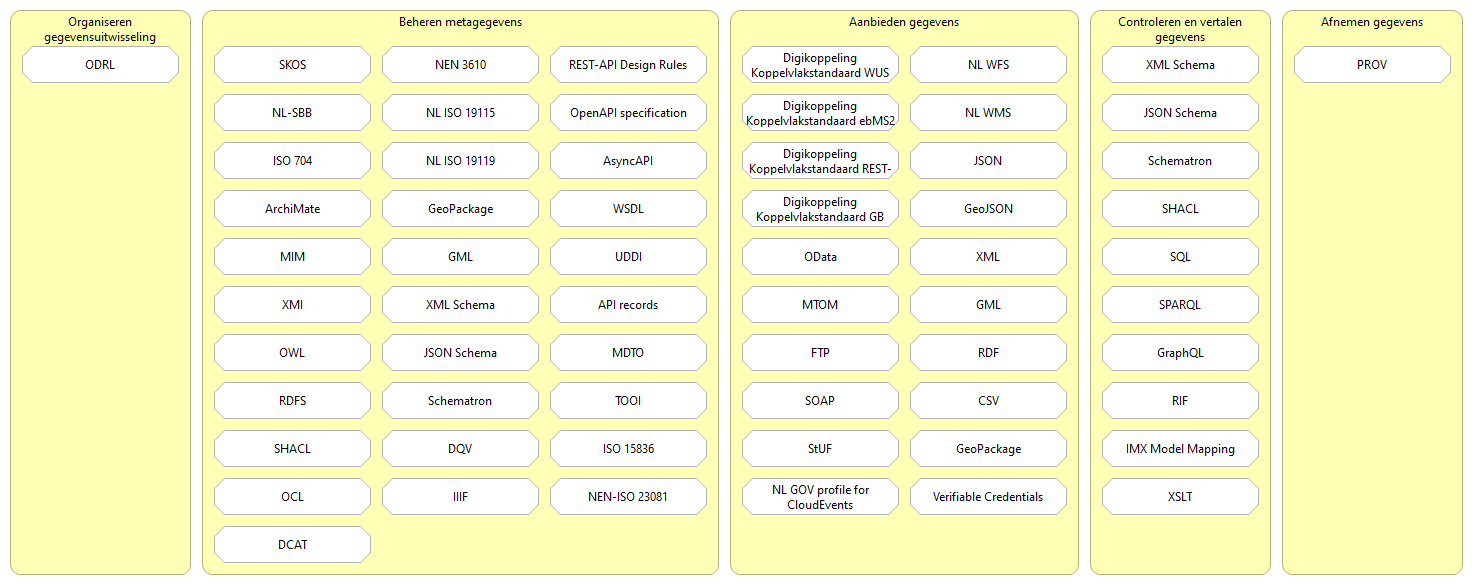 Organiseren
gegevensuitwisseling
ODRL
Beheren metagegevens
SKOS
NL-SBB
ISO 704
ArchiMate
MIM
XMI
OWL
RDFS
SHACL
OCL
DCAT
NEN 3610
NL ISO 19115
NL ISO 19119
GeoPackage
GML
XML Schema
JSON Schema
Schematron
DQV
IIIF
REST-API Design Rules
OpenAPI specification
AsyncAPI
WSDL
UDDI
API records
MDTO
TOOI
ISO 15836
NEN-ISO 23081
Aanbieden gegevens
Digikoppeling
Koppelvlakstandaard WUS
Digikoppeling
Koppelvlakstandaard ebMS2
Digikoppeling
Koppelvlakstandaard REST-
Digikoppeling
Koppelvlakstandaard GB
OData
MTOM
FTP
SOAP
StUF
NL GOV profile for
CloudEvents
NL WFS
NL WMS
JSON
GeoJSON
XML
GML
RDF
CSV
GeoPackage
Verifiable Credentials
Controleren en vertalen
gegevens
XML Schema
JSON Schema
Schematron
SHACL
SQL
SPARQL
GraphQL
RIF
IMX Model Mapping
XSLT
Afnemen gegevens
PROV